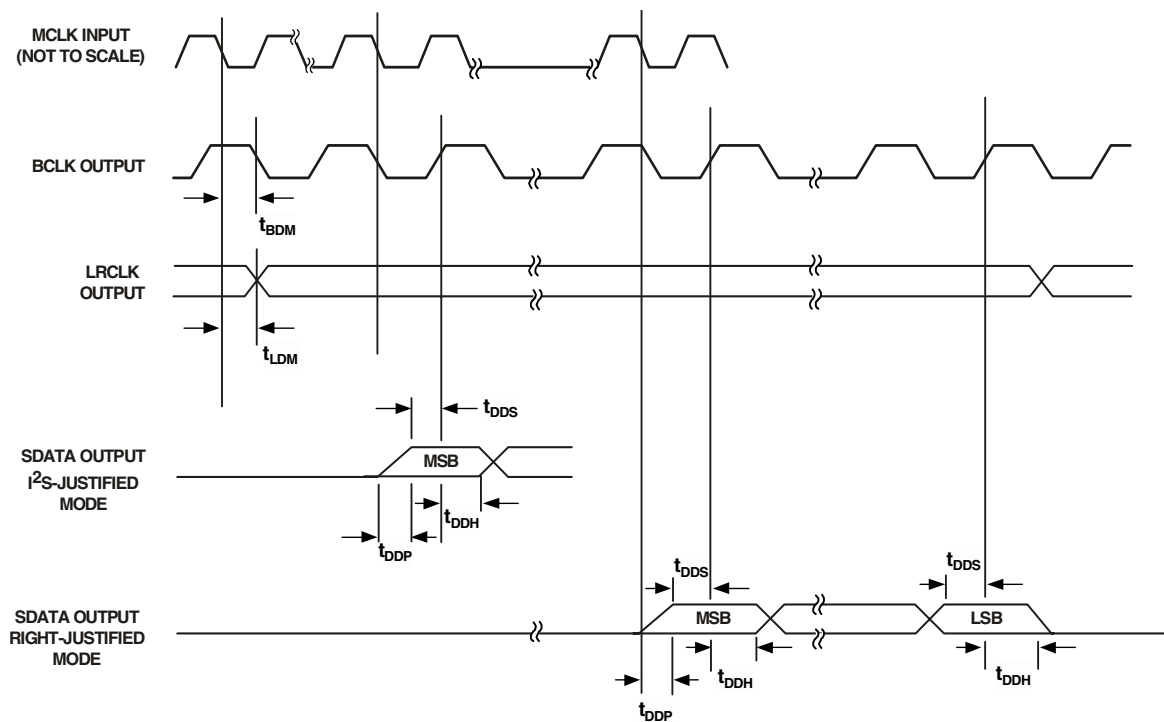 MCLK INPUT
(NOT TO SCALE)
BCLK OUTPUT
tBDM
LRCLK
OUTPUT
tLDM
tDDS
SDATA OUTPUT
I2S-JUSTIFIED
MODE
MSB
tDDH
tDDP
tDDS
tDDS
SDATA OUTPUT
RIGHT-JUSTIFIED
MODE
MSB
LSB
tDDH
tDDH
tDDP